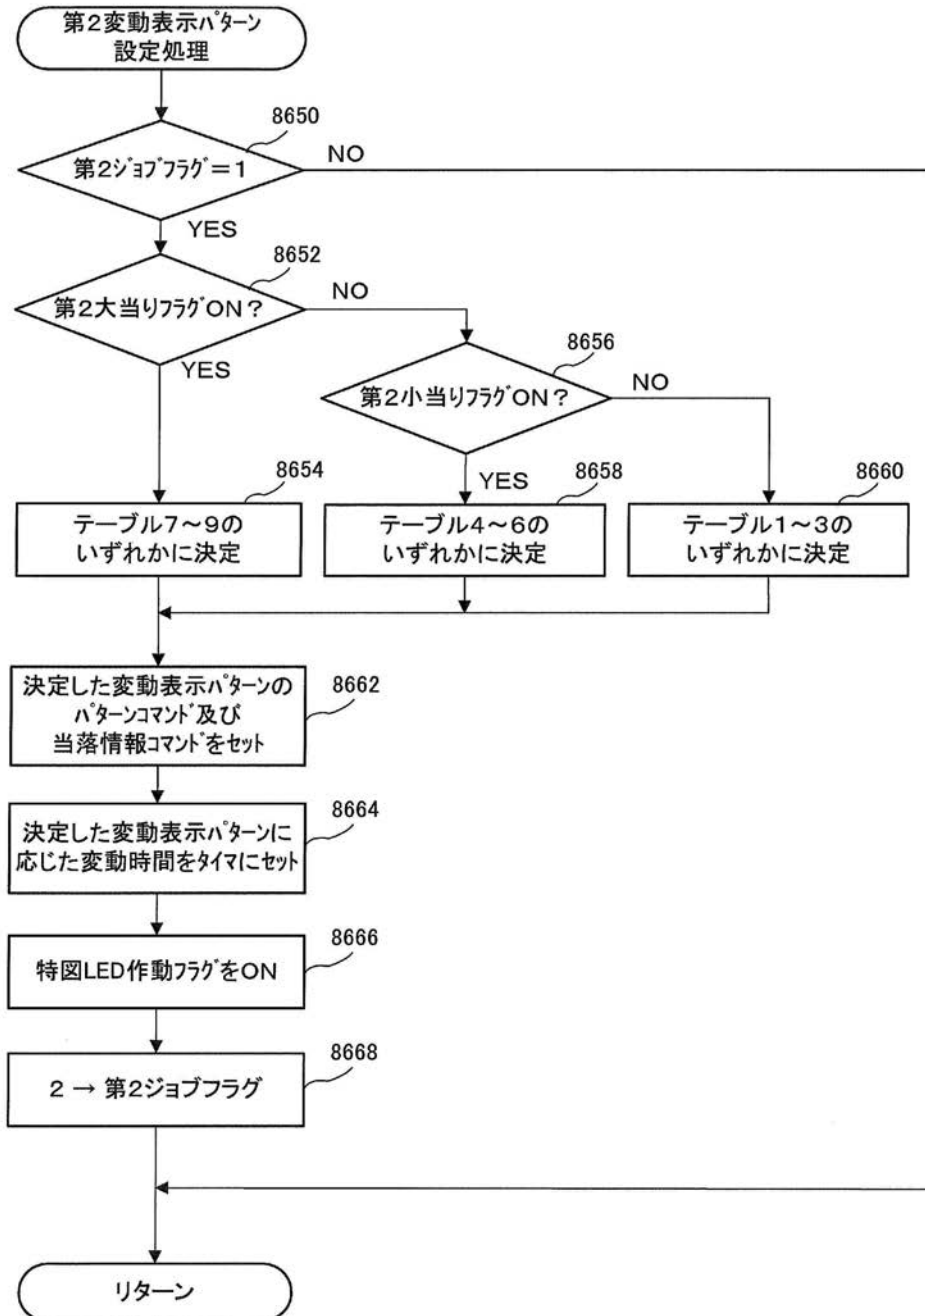 第2変動表示ﾊﾟﾀｰﾝ
設定処理
8650
第2ｼﾞｮﾌﾞﾌﾗｸﾞ=1
NO
YES
8652
第2大当りﾌﾗｸﾞON?
NO
YES
8656
第2小当りﾌﾗｸﾞON?
NO
YES
8654
テーブル7～9の
いずれかに決定
8658
テーブル4～6の
いずれかに決定
8660
テーブル1～3の
いずれかに決定
8662
決定した変動表示ﾊﾟﾀｰﾝの
ﾊﾟﾀｰﾝｺﾏﾝﾄﾞ及び
当落情報ｺﾏﾝﾄﾞをセット
8664
決定した変動表示ﾊﾟﾀｰﾝに
応じた変動時間をﾀｲﾏにセット
8666
特図LED作動ﾌﾗｸﾞをON
8668
2 → 第2ジョブフラグ
リターン